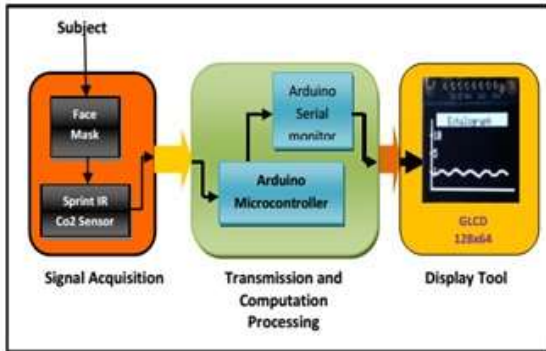 Subject
Face
Mask
Sprint IR
Co2 Sensor
Signal Acquisition
Arduino
Serial
monitor
Arduino
Microcontroller
Transmission and
Computation
Processing
GLCD
128x64
Display Tool